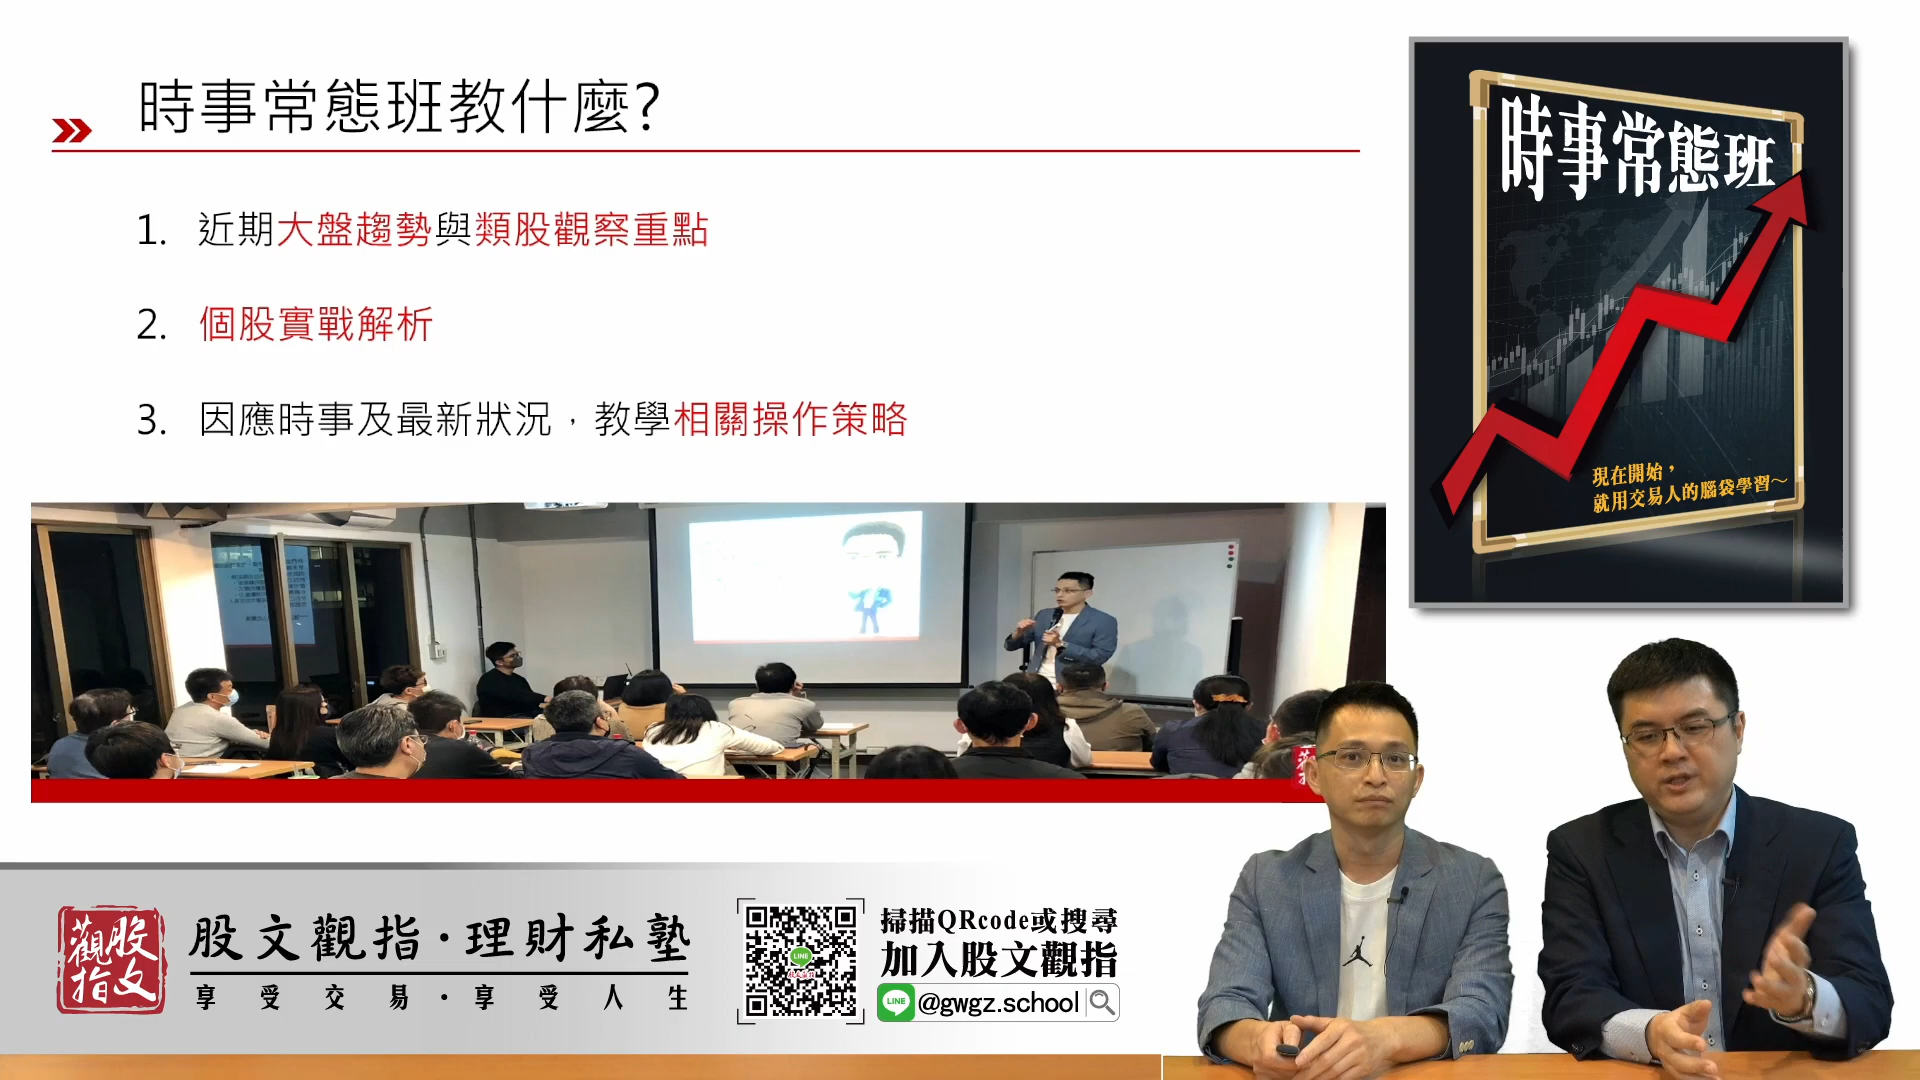 時事常態班教什麼?
1. 近期大盤趨勢與類股觀察重點
2. 個股實戰解析
3. 因應時事及最新狀況，教學相關操作策略
時事常態班
現在開始，
就用交易人的腦袋學習～
股文觀指
股文觀指·理財私塾
享受交易·享受人生
LINE
掃描QRcode或搜尋
加入股文觀指
LINE @gwgz.school